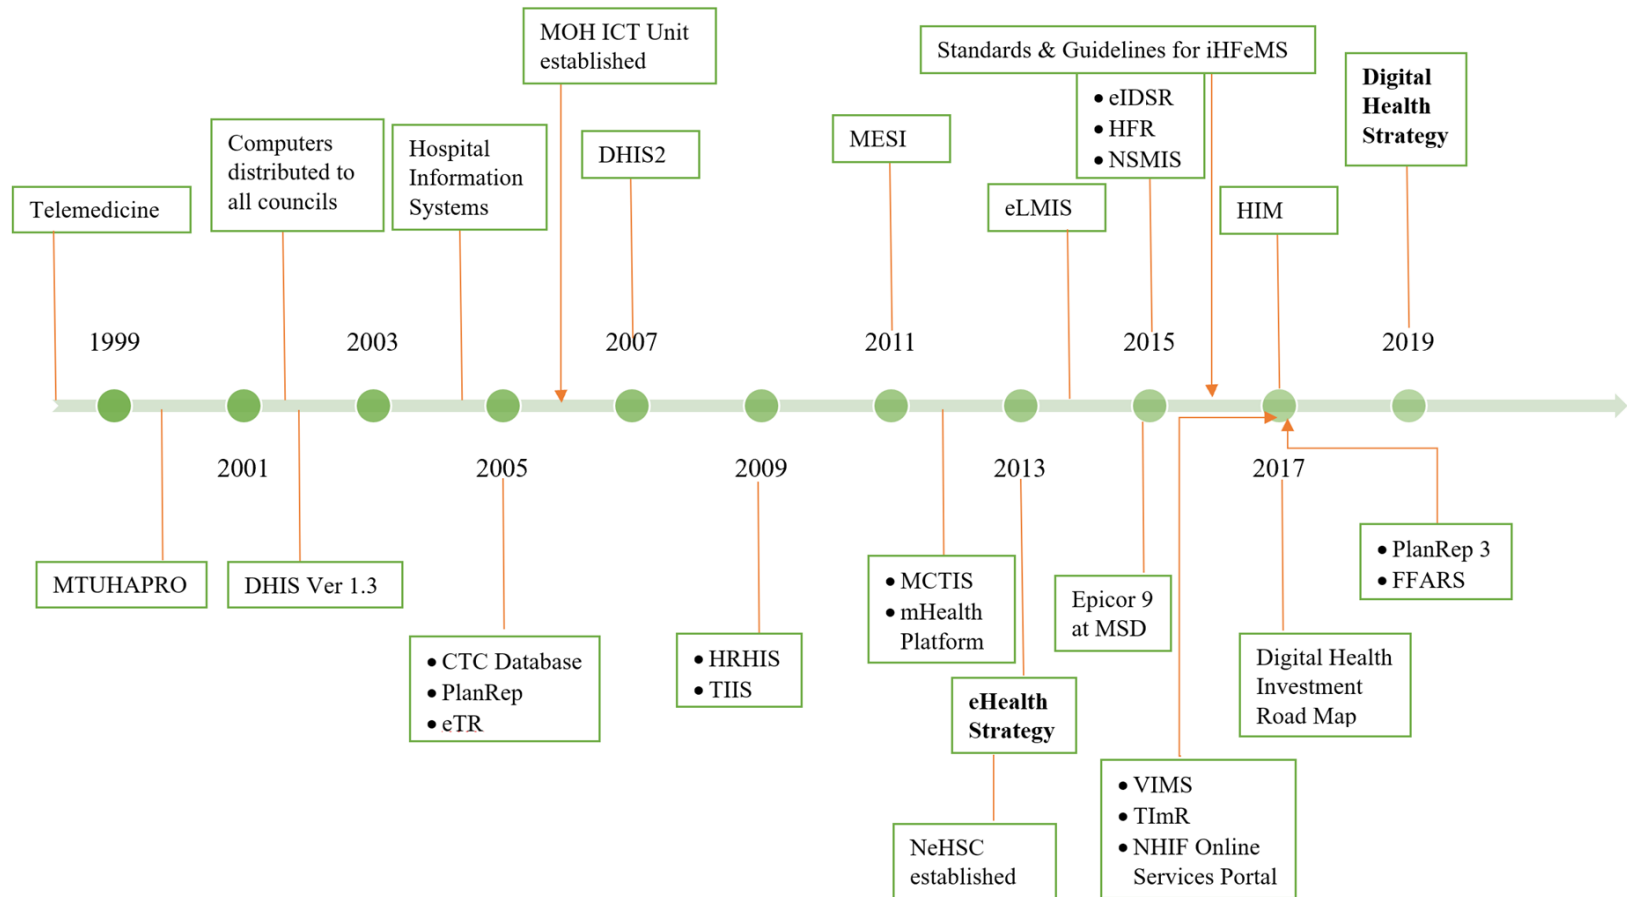 MOH ICT Unit
established
Standards & Guidelines for iHFeMS
Digital
Health
Strategy
• eIDSR
• HFR
• NSMIS
Computers
distributed to
all councils
Hospital
Information
Systems
DHIS2
MESI
Telemedicine
eLMIS
HIM
1999
2003
2007
2011
2015
2019
2001
2005
2009
2013
2017
MTUHAPRO
DHIS Ver 1.3
• CTC Database
• PlanRep
• eTR
• HRHIS
• TIIS
• MCTIS
• mHealth
Platform
Epicor 9
at MSD
• PlanRep 3
• FFARS
eHealth
Strategy
Digital Health
Investment
Road Map
NeHSC
established
• VIMS
• TImR
• NHIF Online
Services Portal